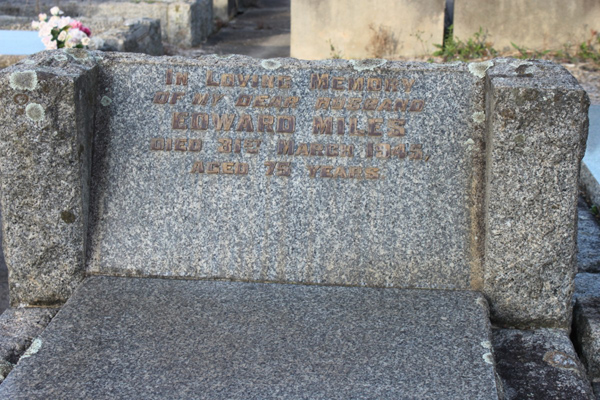 In Loving Memory
of my dear husband
Edward Miles
died 31st March 1945,
aged 75 years.